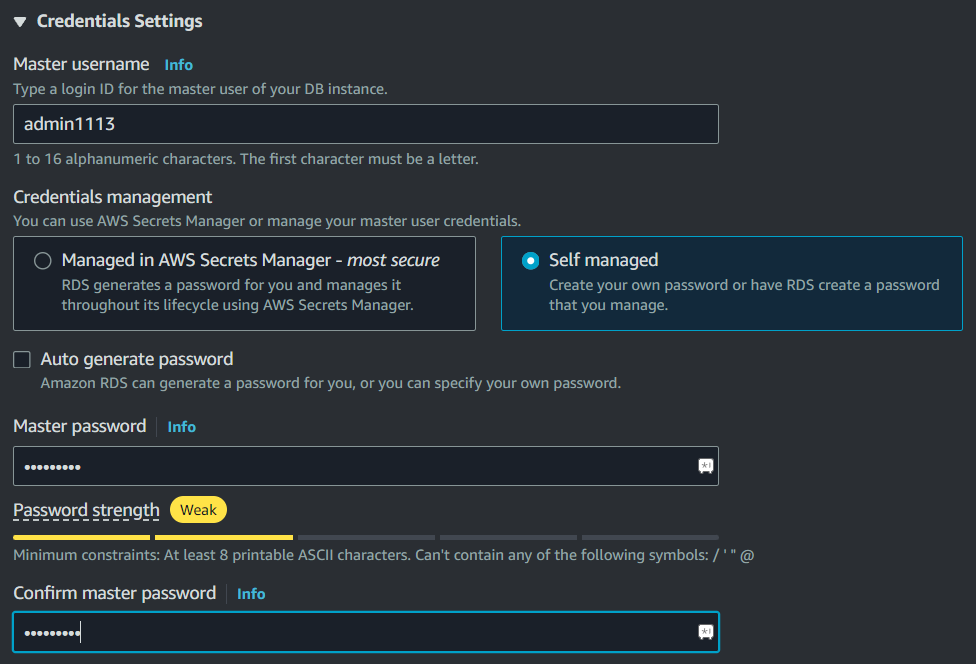 Credentials Settings
Master username Info
Type a login ID for the master user of your DB instance.
admin1113
1 to 16 alphanumeric characters. The first character must be a letter.
Credentials management
You can use AWS Secrets Manager or manage your master user credentials.
Managed in AWS Secrets Manager - most secure
RDS generates a password for you and manages it
throughout its lifecycle using AWS Secrets Manager.
Self managed
Create your own password or have RDS create a password
that you manage.
Auto generate password
Amazon RDS can generate a password for you, or you can specify your own password.
Master password Info
•••••••••
Password strength Weak
Minimum constraints: At least 8 printable ASCII characters. Can't contain any of the following symbols: / ' " @
Confirm master password Info
•••••••••